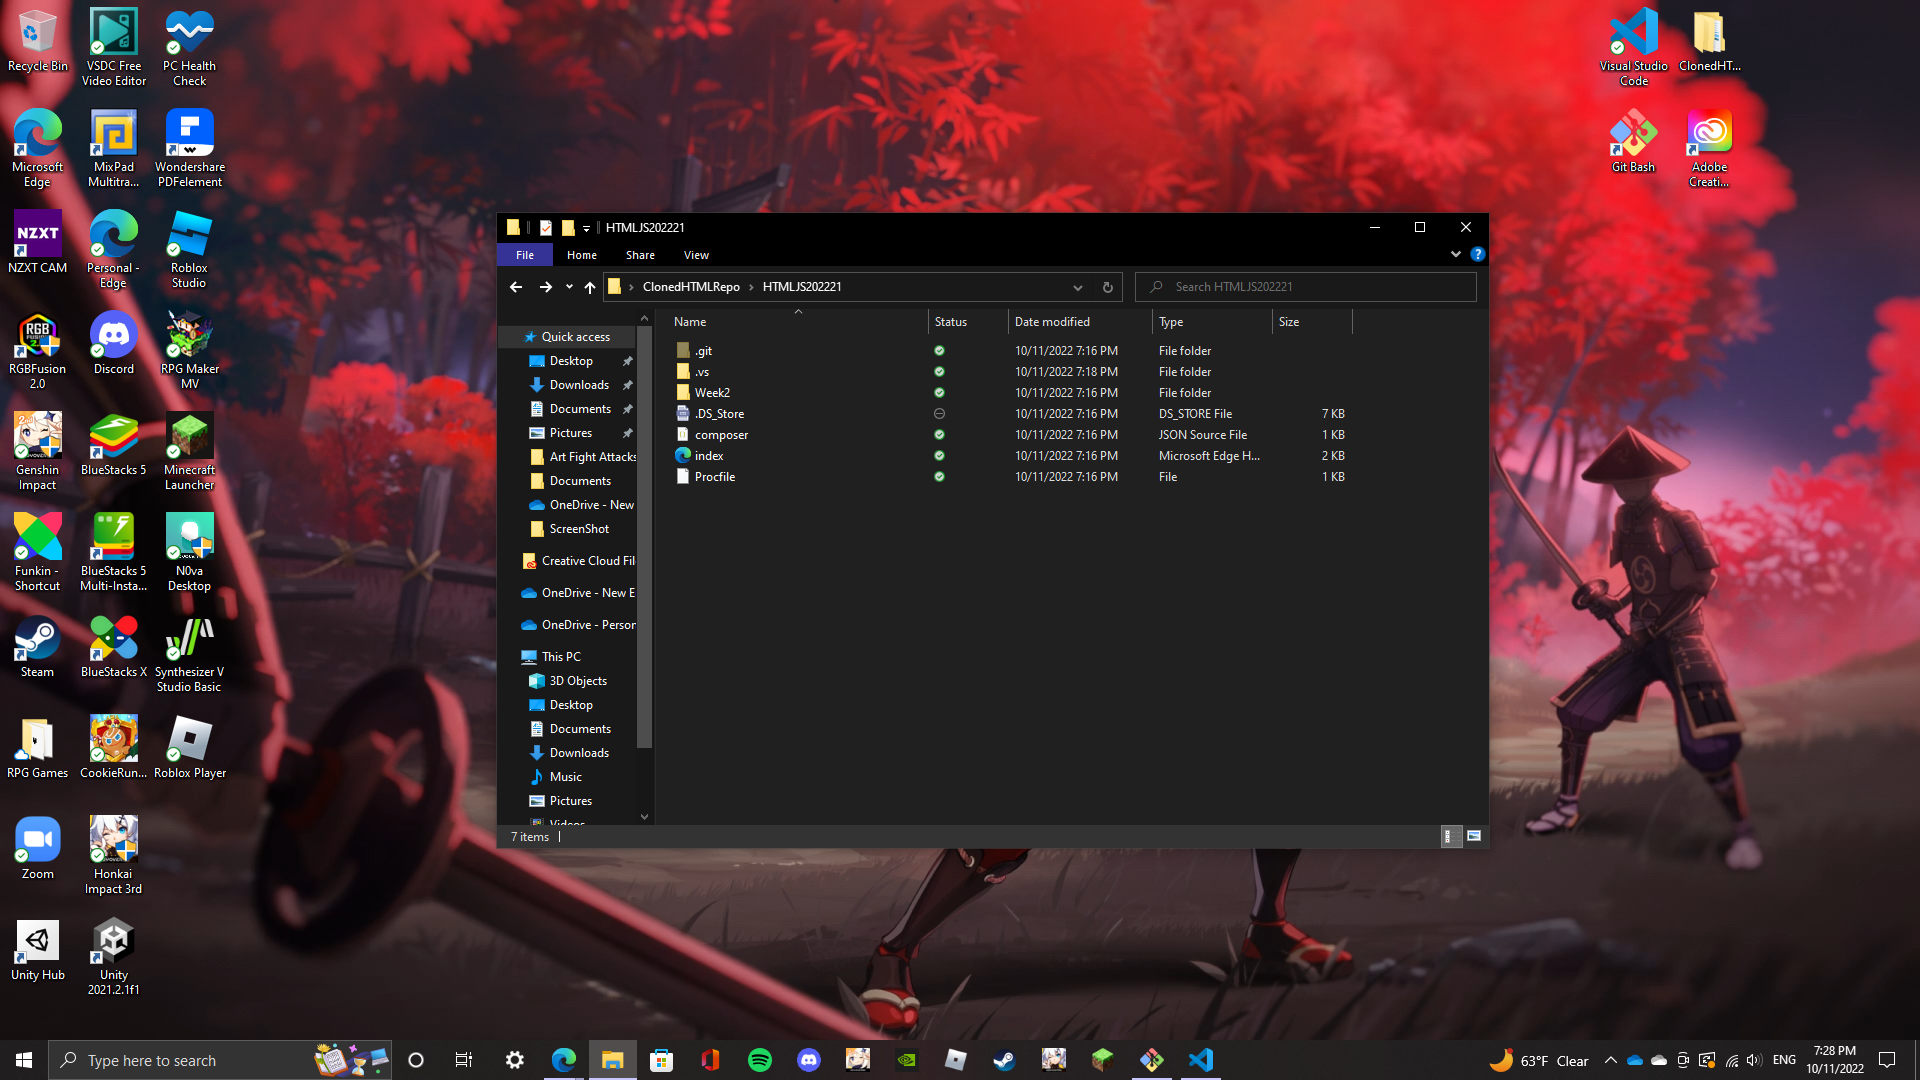 Recycle Bin
VSDC Free
Video Editor
PC Health
Check
Microsoft
Edge
MixPad
Multitra...
Wondershare
PDFelement
NZXT
NZXT CAM
Personal -
Edge
Roblox
Studio
RGB
FUSION
2.0
RGBFusion
2.0
Discord
RPG Maker
MV
Genshin
Impact
BlueStacks 5
Minecraft
Launcher
Funkin -
Shortcut
BlueStacks 5
Multi-Insta...
N0va
Desktop
Steam
BlueStacks X
Synthesizer V
Studio Basic
RPG Games
CookieRun...
Roblox Player
Zoom
Honkai
Impact 3rd
Unity Hub
Unity
2021.2.1f1
Visual Studio
Code
ClonedHT...
Git Bash
Adobe
Creati...
HTMLJS202221
File
Home
Share
View
ClonedHTMLRepo
HTMLJS202221
Search HTMLJS202221
Quick access
Desktop
Downloads
Documents
Pictures
Art Fight Attacks
Documents
OneDrive - New
ScreenShot
Creative Cloud Fil
OneDrive - New E
OneDrive - Person
This PC
3D Objects
Desktop
Documents
Downloads
Music
Pictures
Videos
Name Status Date modified Type Size
.git 10/11/2022 7:16 PM File folder
.vs 10/11/2022 7:18 PM File folder
Week2 10/11/2022 7:16 PM File folder
.DS_Store 10/11/2022 7:16 PM DS_STORE File 7 KB
composer 10/11/2022 7:16 PM JSON Source File 1 KB
index 10/11/2022 7:16 PM Microsoft Edge H... 2 KB
Procfile 10/11/2022 7:16 PM File 1 KB
7 items
Type here to search
63°F Clear
ENG
7:28 PM
10/11/2022